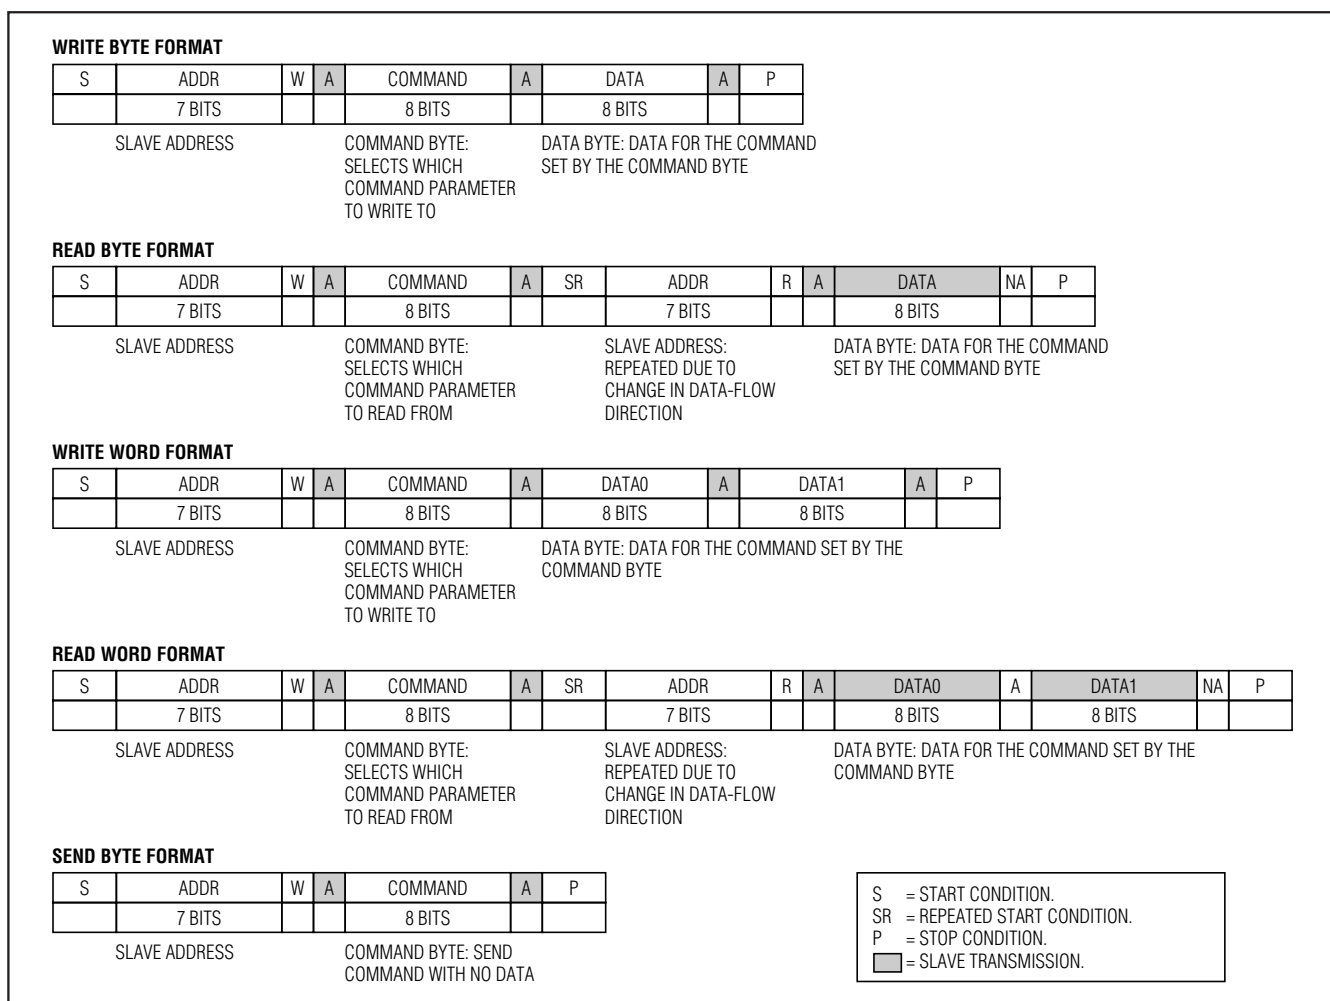 WRITE BYTE FORMAT
S ADDR W A COMMAND A DATA A P
7 BITS 8 BITS 8 BITS
SLAVE ADDRESS
COMMAND BYTE:
SELECTS WHICH
COMMAND PARAMETER
TO WRITE TO
DATA BYTE: DATA FOR THE COMMAND
SET BY THE COMMAND BYTE
READ BYTE FORMAT
S ADDR W A COMMAND A SR ADDR R A DATA NA P
7 BITS 8 BITS 7 BITS 8 BITS
SLAVE ADDRESS
COMMAND BYTE:
SELECTS WHICH
COMMAND PARAMETER
TO READ FROM
SLAVE ADDRESS:
REPEATED DUE TO
CHANGE IN DATA-FLOW
DIRECTION
DATA BYTE: DATA FOR THE COMMAND
SET BY THE COMMAND BYTE
WRITE WORD FORMAT
S ADDR W A COMMAND A DATA0 A DATA1 A P
7 BITS 8 BITS 8 BITS 8 BITS
SLAVE ADDRESS
COMMAND BYTE:
SELECTS WHICH
COMMAND PARAMETER
TO WRITE TO
DATA BYTE: DATA FOR THE COMMAND SET BY THE
COMMAND BYTE
READ WORD FORMAT
S ADDR W A COMMAND A SR ADDR R A DATA0 A DATA1 NA P
7 BITS 8 BITS 7 BITS 8 BITS 8 BITS
SLAVE ADDRESS
COMMAND BYTE:
SELECTS WHICH
COMMAND PARAMETER
TO READ FROM
SLAVE ADDRESS:
REPEATED DUE TO
CHANGE IN DATA-FLOW
DIRECTION
DATA BYTE: DATA FOR THE COMMAND SET BY THE
COMMAND BYTE
SEND BYTE FORMAT
S ADDR W A COMMAND A P
7 BITS 8 BITS
SLAVE ADDRESS
COMMAND BYTE: SEND
COMMAND WITH NO DATA
S = START CONDITION.
SR = REPEATED START CONDITION.
P = STOP CONDITION.
= SLAVE TRANSMISSION.